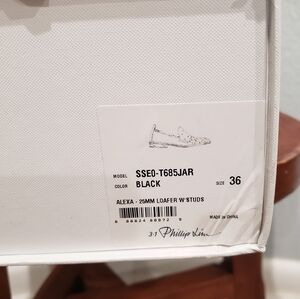 MODEL SSE0-T685JAR
COLOR BLACK SIZE 36
ALEXA - 25MM LOAFER W STUDS
MADE IN CHINA
3.1 Phillip Lim